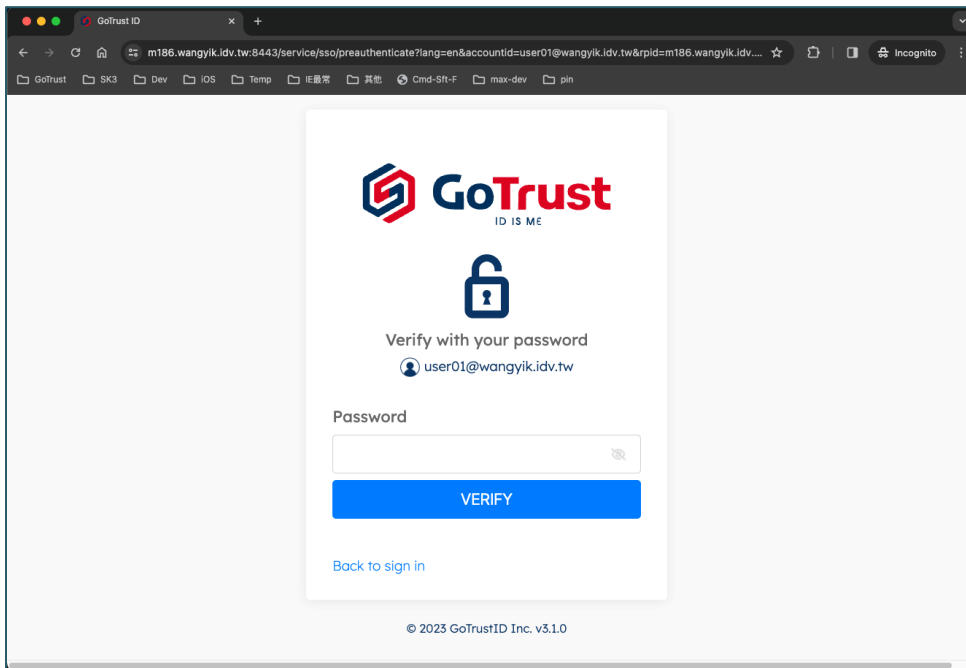 GoTrust ID
m186.wangyik.idv.tw:8443/service/sso/preauthenticate?lang=en&accountid=user01@wangyik.idv.tw&rpid=m186.wangyik.idv.... Incognito
GoTrust SK3 Dev iOS Temp IE最常 其他 Cmd-Sft-F max-dev pin
GoTrust
ID IS ME
Verify with your password
user01@wangyik.idv.tw
Password
VERIFY
Back to sign in
© 2023 GoTrustID Inc. v3.1.0